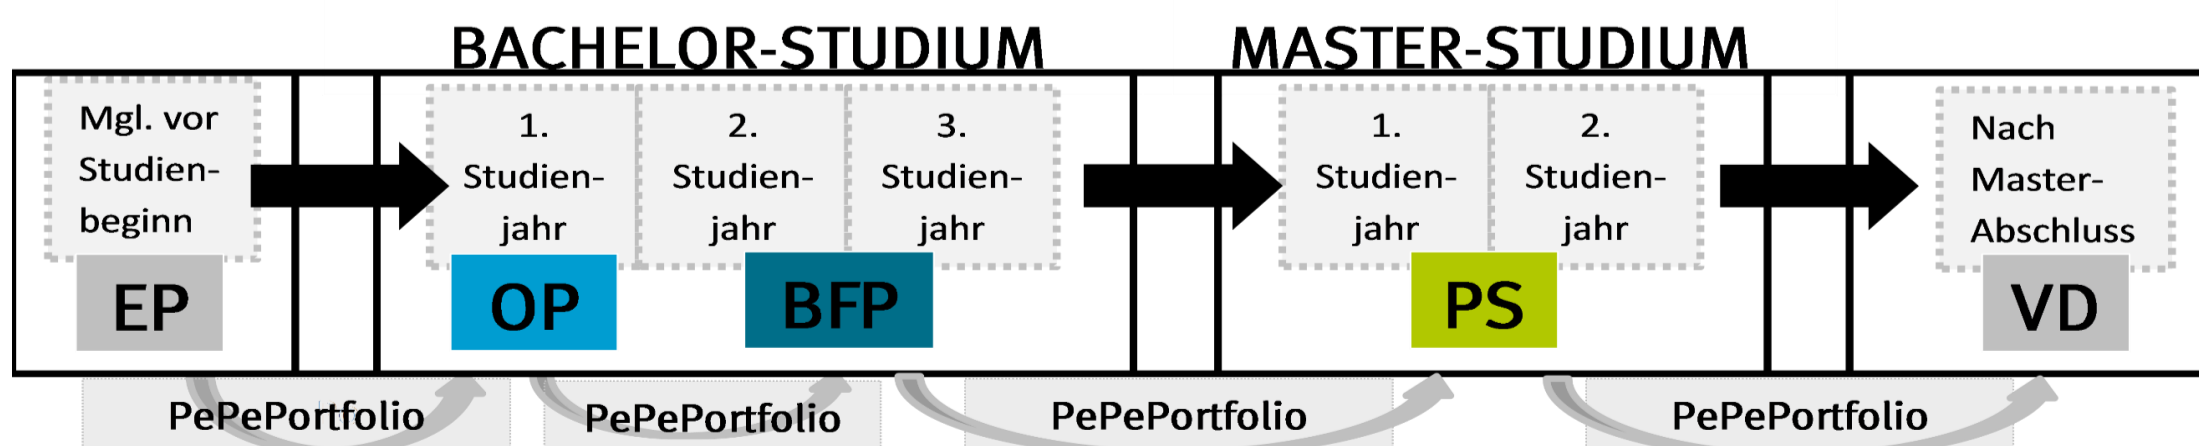 BACHELOR-STUDIUM
MASTER-STUDIUM
Mgl. vor
Studien-
beginn
1.
Studien-
jahr
2.
Studien-
jahr
3.
Studien-
jahr
1.
Studien-
jahr
2.
Studien-
jahr
Nach
Master-
Abschluss
EP
OP
BFP
PS
VD
PePePortfolio
PePePortfolio
PePePortfolio
PePePortfolio